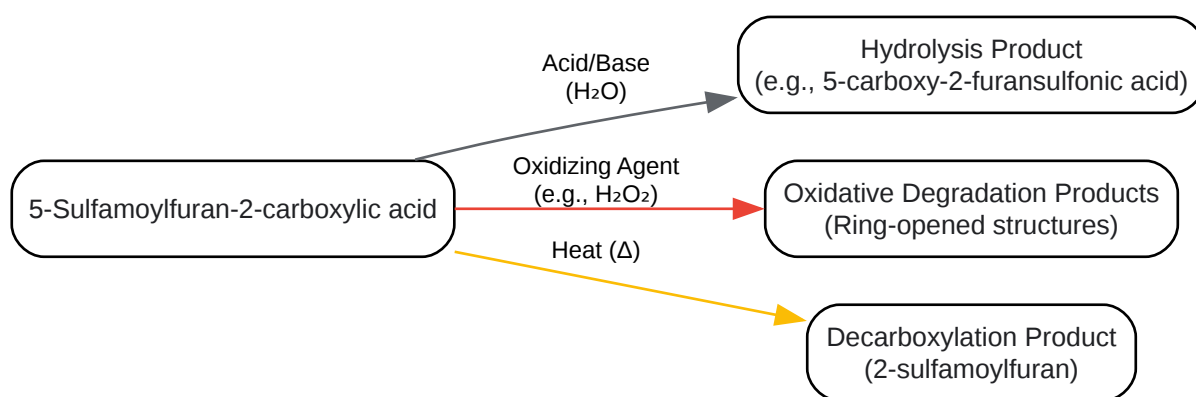 Hydrolysis Product
(e.g., 5-carboxy-2-furansulfonic acid)
Acid/Base
(H₂O)
Oxidizing Agent
(e.g., H₂O₂)
5-Sulfamoylfuran-2-carboxylic acid
Oxidative Degradation Products
(Ring-opened structures)
Heat (Δ)
Decarboxylation Product
(2-sulfamoylfuran)